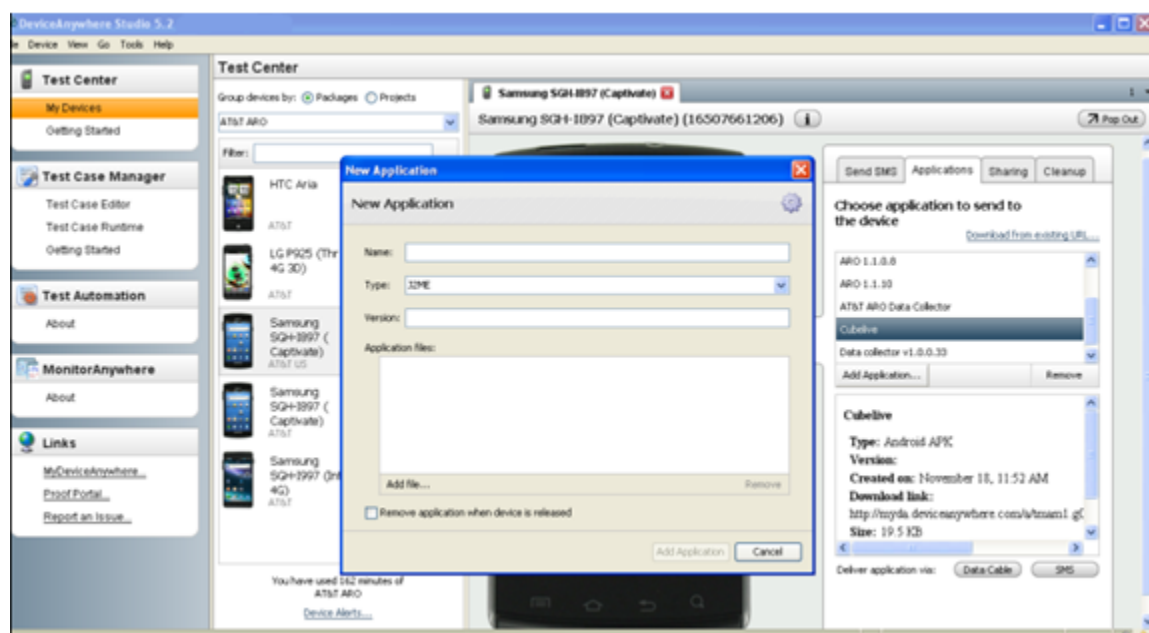 DeviceAnywhere Studio 5.2
Device View Go Tools Help
Test Center
My Devices
Getting Started
Test Case Manager
Test Case Editor
Test Case Runtime
Getting Started
Test Automation
About
MonitorAnywhere
About
Links
MyDeviceAnywhere...
Proof Portal...
Report an Issue...
Test Center
Group devices by: Packages Projects
AT&T ARO
Filter:
HTC Aria
AT&T
LG P925 (Thr
4G 3D)
AT&T
Samsung
SGH-I897 (
Captivate)
AT&T US
Samsung
SGH-I897 (
Captivate)
AT&T
Samsung
SGH-I997 (Inf
4G)
AT&T
You have used 162 minutes of
AT&T ARO
Device Alerts...
Samsung SGH-I897 (Captivate)
1
Samsung SGH-I897 (Captivate) (16507661206) i
Pop Out
New Application
New Application
Name:
Type: J2ME
Version:
Application files:
Add file...
Remove
Remove application when device is released
Add Application
Cancel
Send SMS Applications Sharing Cleanup
Choose application to send to
the device
Download from existing URL...
ARO 1.1.0.8
ARO 1.1.10
AT&T ARO Data Collector
Cubelive
Data collector v1.0.0.33
Add Application...
Remove
Cubelive
Type: Android APK
Version:
Created on: November 18, 11:52 AM
Download link:
http://myda.deviceanywhere.com/a/tmam1.g
Size: 19.5 KB
Deliver application via: Data Cable SMS